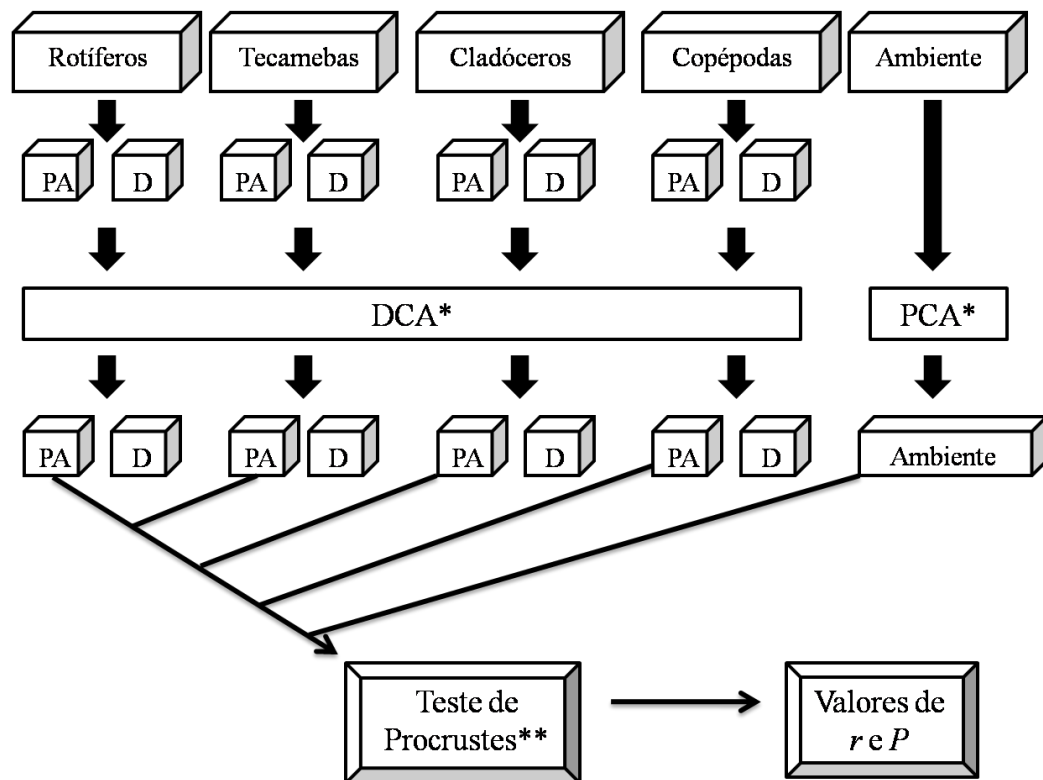 Rotíferos Tecamebas Cladóceros Copépodas Ambiente
PA D PA D PA D PA D
DCA* PCA*
PA D PA D PA D PA D Ambiente
Teste de
Procrustes**
Valores de
r e P